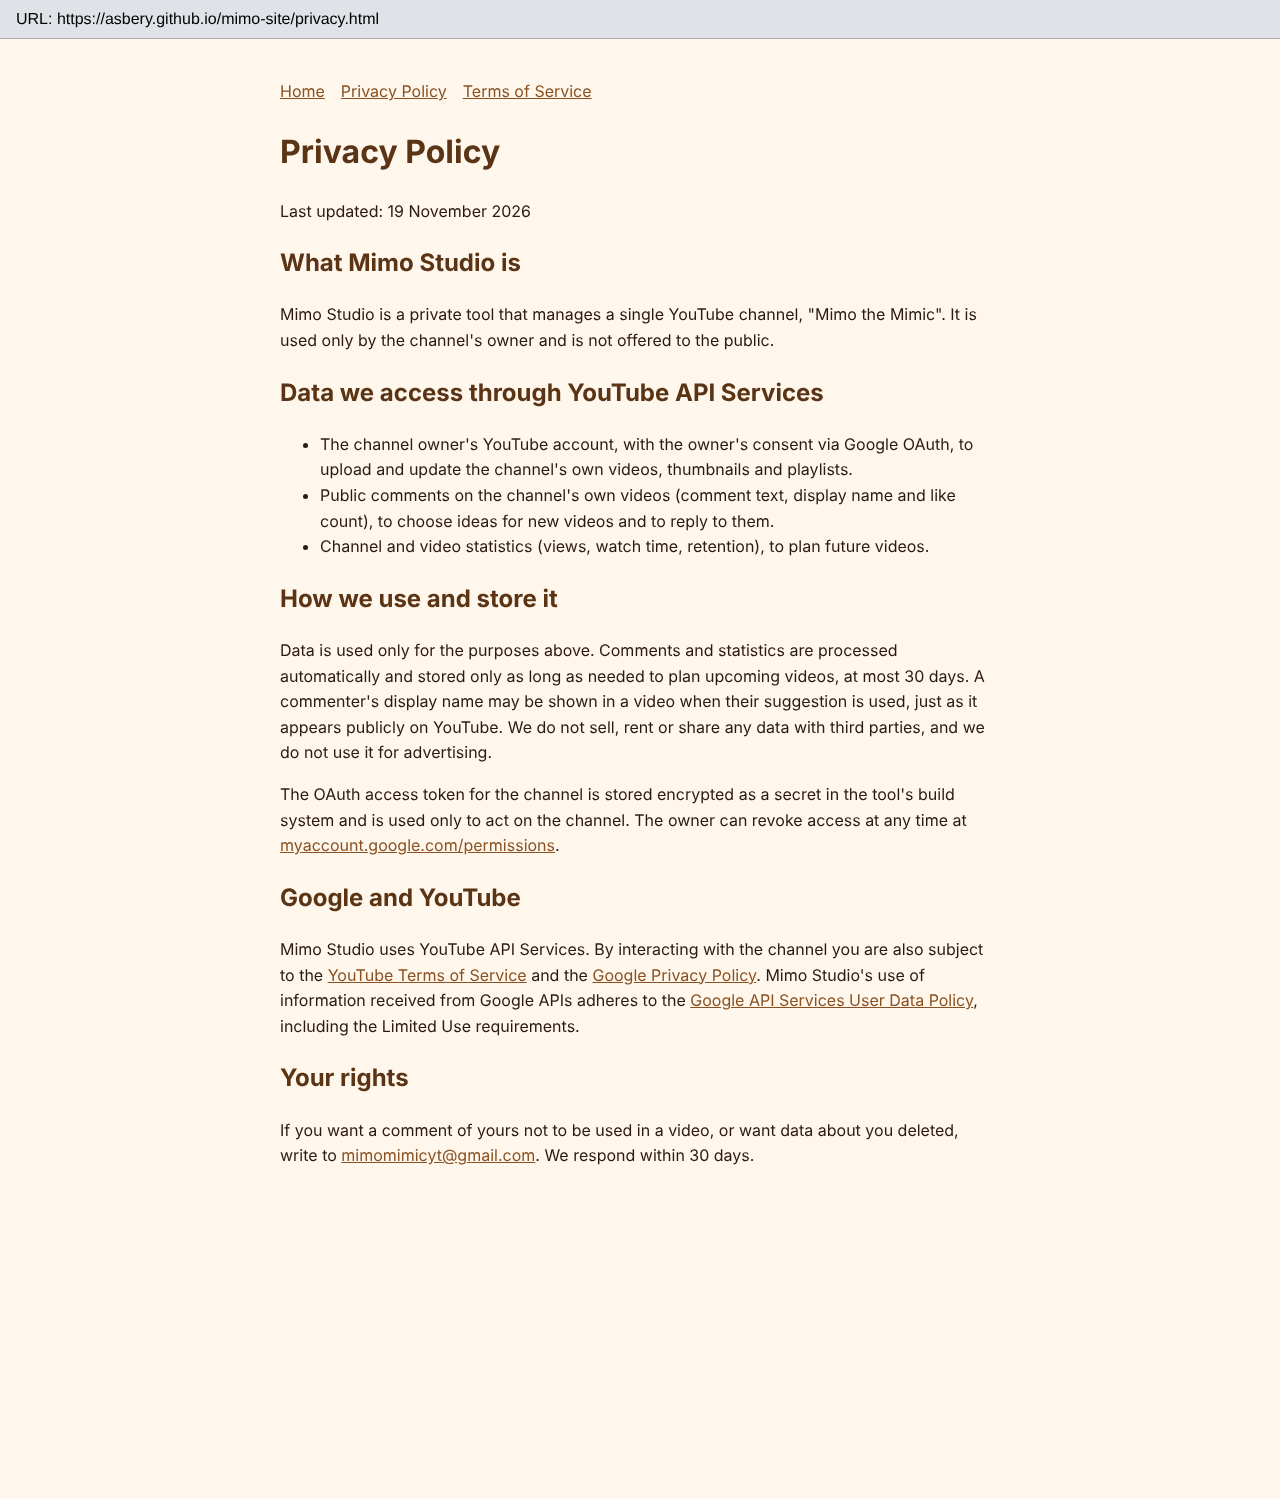 URL: https://asbery.github.io/mimo-site/privacy.html
Home Privacy Policy Terms of Service
Privacy Policy
Last updated: 19 November 2026
What Mimo Studio is
Mimo Studio is a private tool that manages a single YouTube channel, "Mimo the Mimic". It is
used only by the channel's owner and is not offered to the public.
Data we access through YouTube API Services
• The channel owner's YouTube account, with the owner's consent via Google OAuth, to
upload and update the channel's own videos, thumbnails and playlists.
• Public comments on the channel's own videos (comment text, display name and like
count), to choose ideas for new videos and to reply to them.
• Channel and video statistics (views, watch time, retention), to plan future videos.
How we use and store it
Data is used only for the purposes above. Comments and statistics are processed
automatically and stored only as long as needed to plan upcoming videos, at most 30 days. A
commenter's display name may be shown in a video when their suggestion is used, just as it
appears publicly on YouTube. We do not sell, rent or share any data with third parties, and we
do not use it for advertising.
The OAuth access token for the channel is stored encrypted as a secret in the tool's build
system and is used only to act on the channel. The owner can revoke access at any time at
myaccount.google.com/permissions.
Google and YouTube
Mimo Studio uses YouTube API Services. By interacting with the channel you are also subject
to the YouTube Terms of Service and the Google Privacy Policy. Mimo Studio's use of
information received from Google APIs adheres to the Google API Services User Data Policy,
including the Limited Use requirements.
Your rights
If you want a comment of yours not to be used in a video, or want data about you deleted,
write to mimomimicyt@gmail.com. We respond within 30 days.